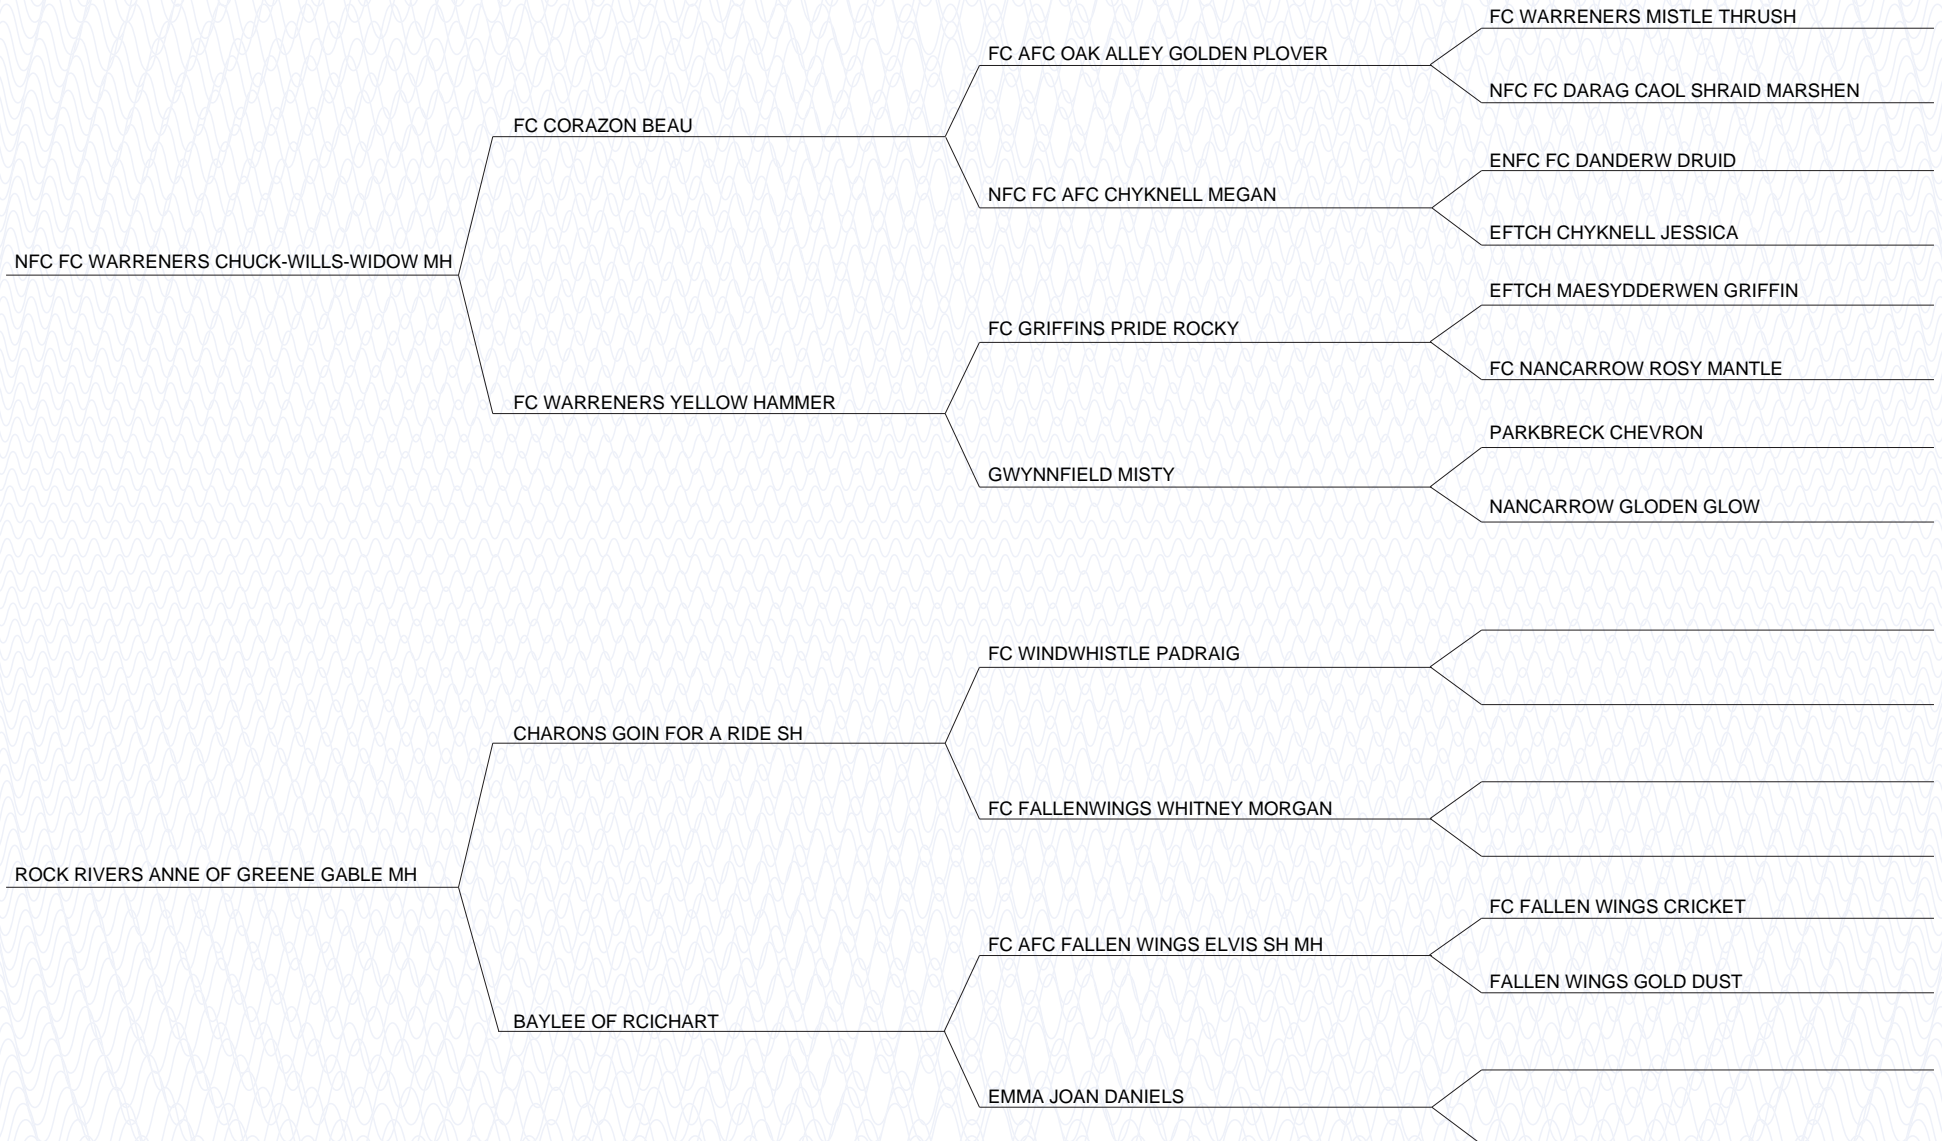 FC WARRENERS MISTLE THRUSH
FC AFC OAK ALLEY GOLDEN PLOVER
NFC FC DARAG CAOL SHRAID MARSHEN
FC CORAZON BEAU
ENFC FC DANDERW DRUID
NFC FC AFC CHYKNELL MEGAN
EFTCH CHYKNELL JESSICA
NFC FC WARRENERS CHUCK-WILLS-WIDOW MH
EFTCH MAESYDDERWEN GRIFFIN
FC GRIFFINS PRIDE ROCKY
FC NANCARROW ROSY MANTLE
FC WARRENERS YELLOW HAMMER
PARKBRECK CHEVRON
GWYNNFIELD MISTY
NANCARROW GLODEN GLOW
FC WINDWHISTLE PADRAIG
CHARONS GOIN FOR A RIDE SH
FC FALLENWINGS WHITNEY MORGAN
ROCK RIVERS ANNE OF GREENE GABLE MH
FC FALLEN WINGS CRICKET
FC AFC FALLEN WINGS ELVIS SH MH
FALLEN WINGS GOLD DUST
BAYLEE OF RCICHART
EMMA JOAN DANIELS